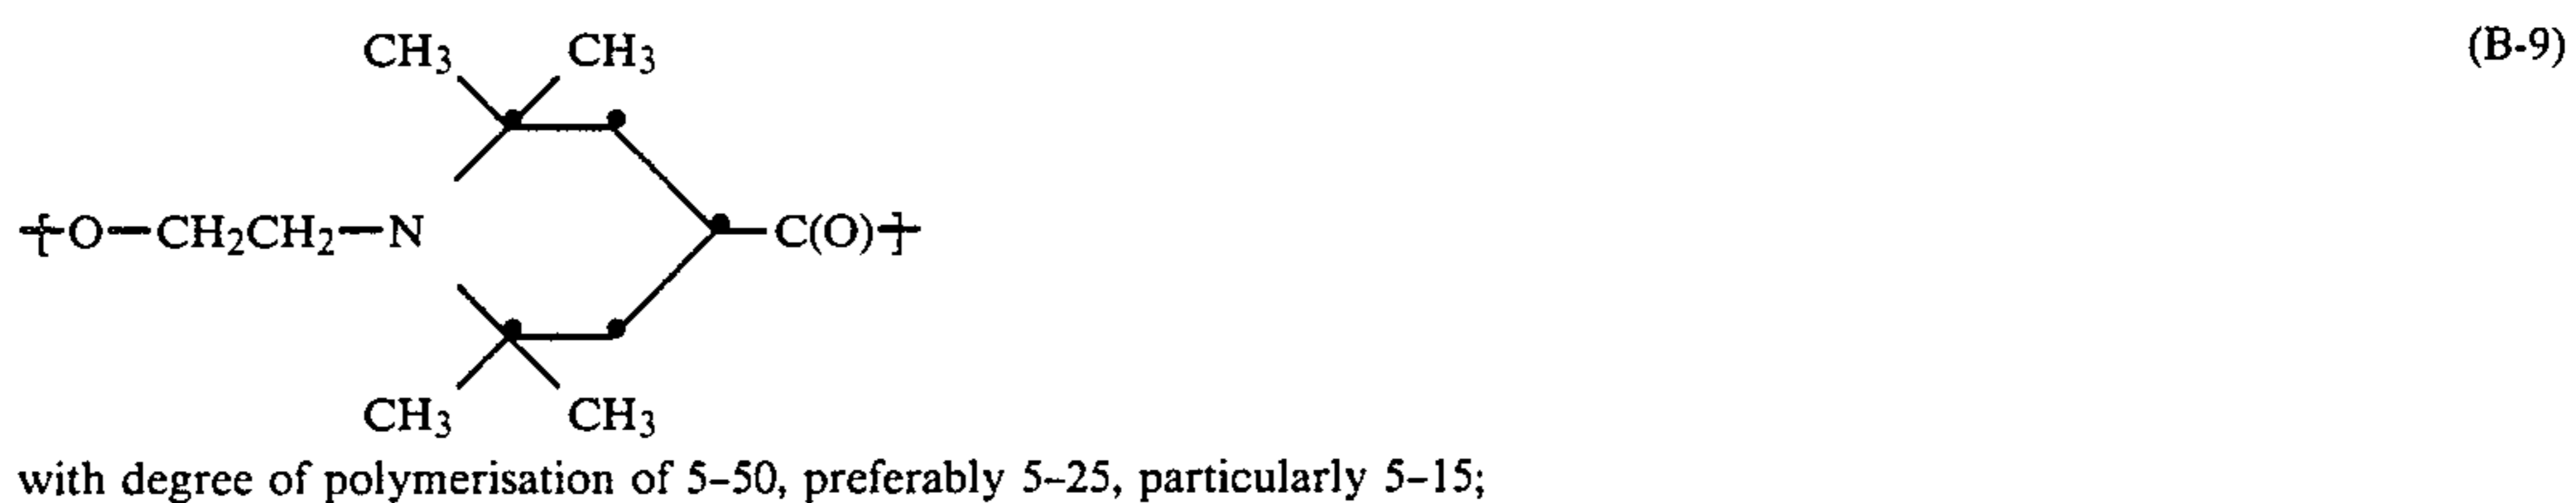 CH3 CH3 (B-9)
[O—CH2CH2—N C(O)]
CH3 CH3
with degree of polymerisation of 5–50, preferably 5–25, particularly 5–15;